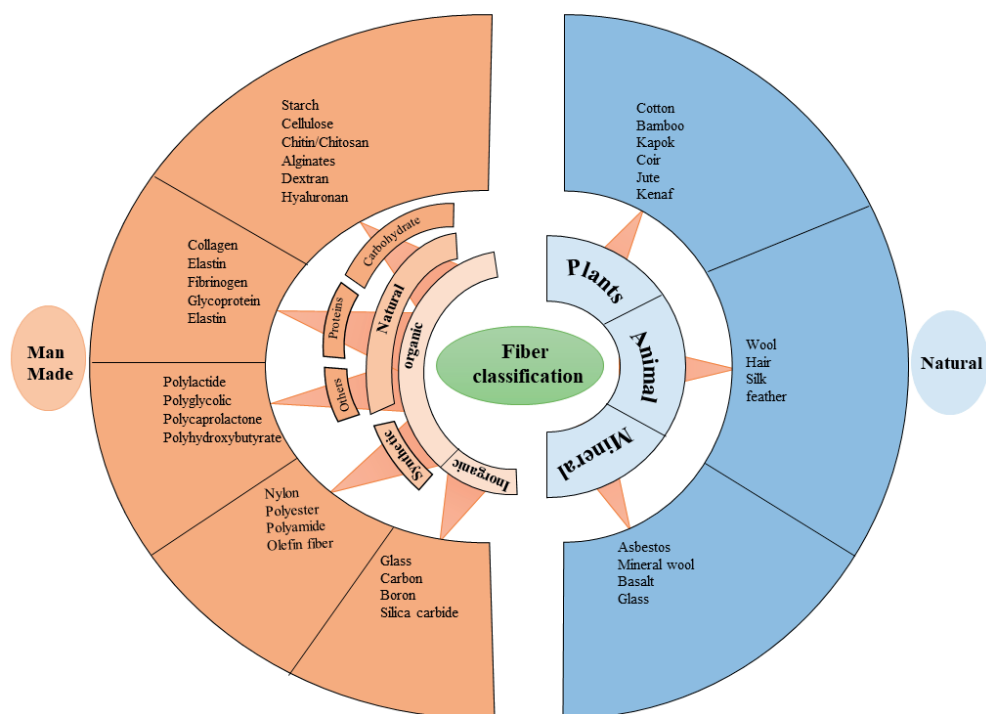 Starch
Cellulose
Chitin/Chitosan
Alginates
Dextran
Hyaluronan
Collagen
Elastin
Fibrinogen
Glycoprotein
Elastin
Polylactide
Polyglycolic
Polycaprolactone
Polyhydroxybutyrate
Nylon
Polyester
Polyamide
Olefin fiber
Glass
Carbon
Boron
Silica carbide
Man
Made
Carbohydrate
Proteins
Others
Natural
Synthetic
organic
Inorganic
Fiber
classification
Plants
Animal
Mineral
Cotton
Bamboo
Kapok
Coir
Jute
Kenaf
Wool
Hair
Silk
feather
Asbestos
Mineral wool
Basalt
Glass
Natural